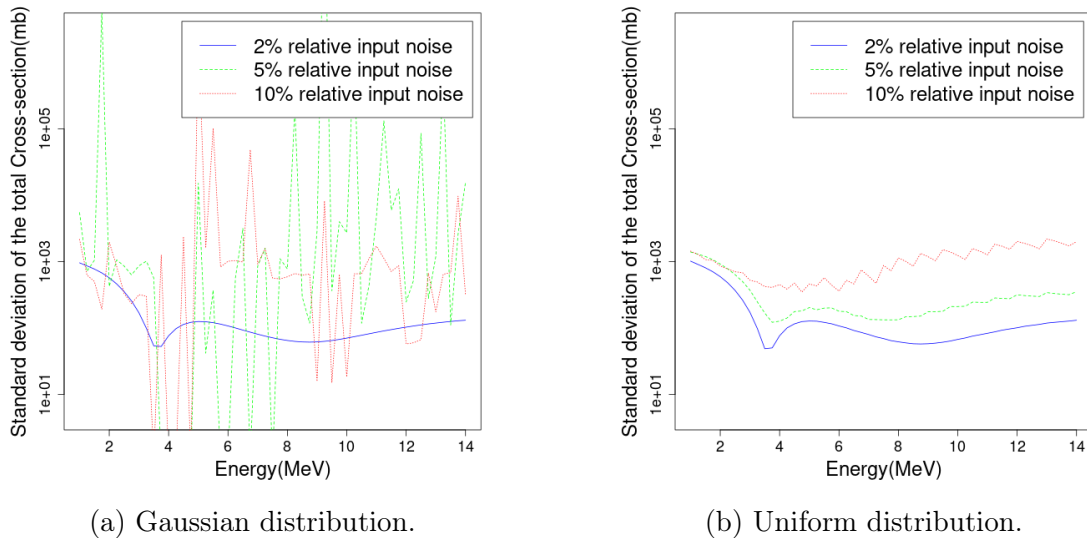 Standard deviation of the total Cross-section(mb)
1e+05
1e+03
1e+01
2% relative input noise
5% relative input noise
10% relative input noise
2 4 6 8 10 12 14
Energy(MeV)
(a) Gaussian distribution.
Standard deviation of the total Cross-section(mb)
1e+05
1e+03
1e+01
2% relative input noise
5% relative input noise
10% relative input noise
2 4 6 8 10 12 14
Energy(MeV)
(b) Uniform distribution.